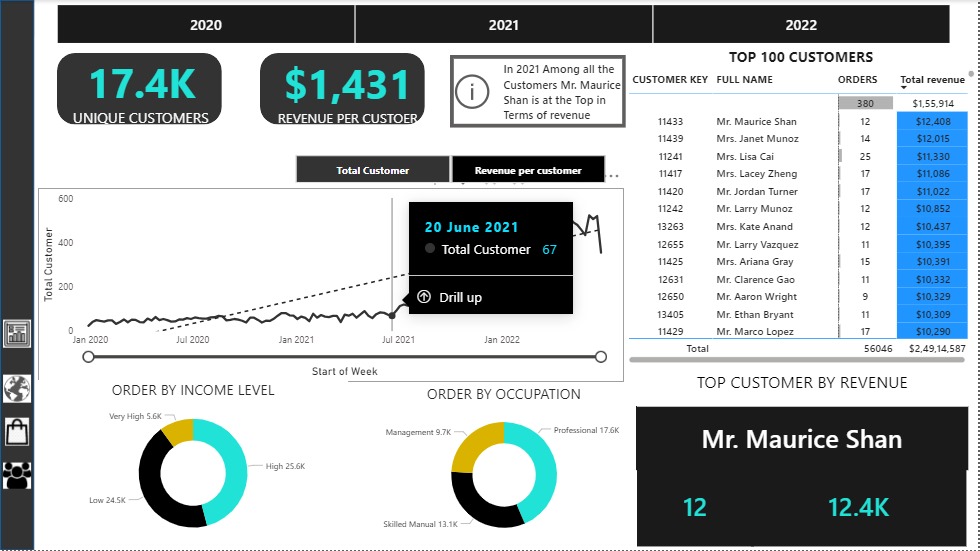 2020
2021
2022
17.4K
UNIQUE CUSTOMERS
$1,431
REVENUE PER CUSTOER
In 2021 Among all the
Customers Mr. Maurice
Shan is at the Top in
Terms of revenue
TOP 100 CUSTOMERS
CUSTOMER KEY FULL NAME ORDERS Total revenue
380 $1,55,914
11433 Mr. Maurice Shan 12 $12,408
11439 Mrs. Janet Munoz 14 $12,015
11241 Mrs. Lisa Cai 25 $11,330
11417 Mrs. Lacey Zheng 17 $11,086
11420 Mr. Jordan Turner 17 $11,022
11242 Mr. Larry Munoz 12 $10,852
13263 Mrs. Kate Anand 12 $10,437
12655 Mr. Larry Vazquez 11 $10,395
11425 Mrs. Ariana Gray 15 $10,391
12631 Mr. Clarence Gao 11 $10,332
12650 Mr. Aaron Wright 9 $10,329
13405 Mr. Ethan Bryant 11 $10,309
11429 Mr. Marco Lopez 17 $10,290
Total 56046 $2,49,14,587
Total Customer
Revenue per customer
Total Customer
600
400
200
0
20 June 2021
Total Customer 67
Drill up
Jan 2020 Jul 2020 Jan 2021 Jul 2021 Jan 2022
Start of Week
ORDER BY INCOME LEVEL
Very High 5.6K
High 25.6K
Low 24.5K
ORDER BY OCCUPATION
Management 9.7K
Professional 17.6K
Skilled Manual 13.1K
TOP CUSTOMER BY REVENUE
Mr. Maurice Shan
12
12.4K